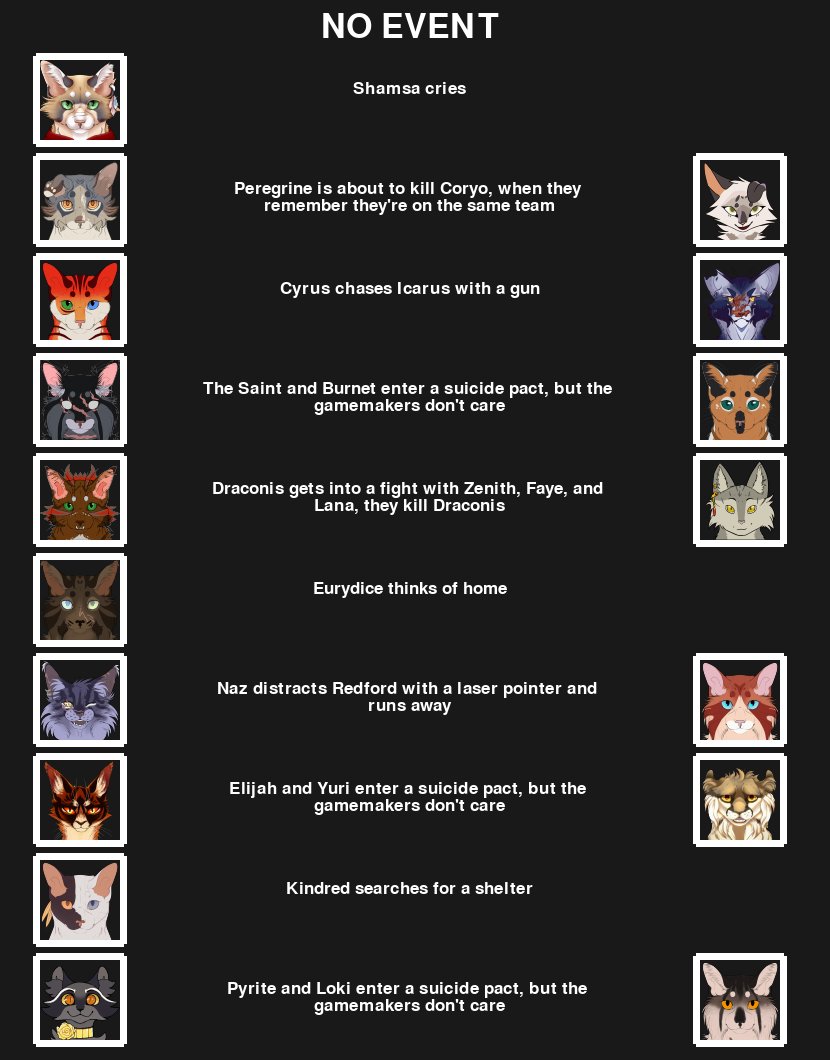 NO EVENT
Shamsa cries
Peregrine is about to kill Coryo, when they
remember they're on the same team
Cyrus chases Icarus with a gun
The Saint and Burnet enter a suicide pact, but the
gamemakers don't care
Draconis gets into a fight with Zenith, Faye, and
Lana, they kill Draconis
Eurydice thinks of home
Naz distracts Redford with a laser pointer and
runs away
Elijah and Yuri enter a suicide pact, but the
gamemakers don't care
Kindred searches for a shelter
Pyrite and Loki enter a suicide pact, but the
gamemakers don't care